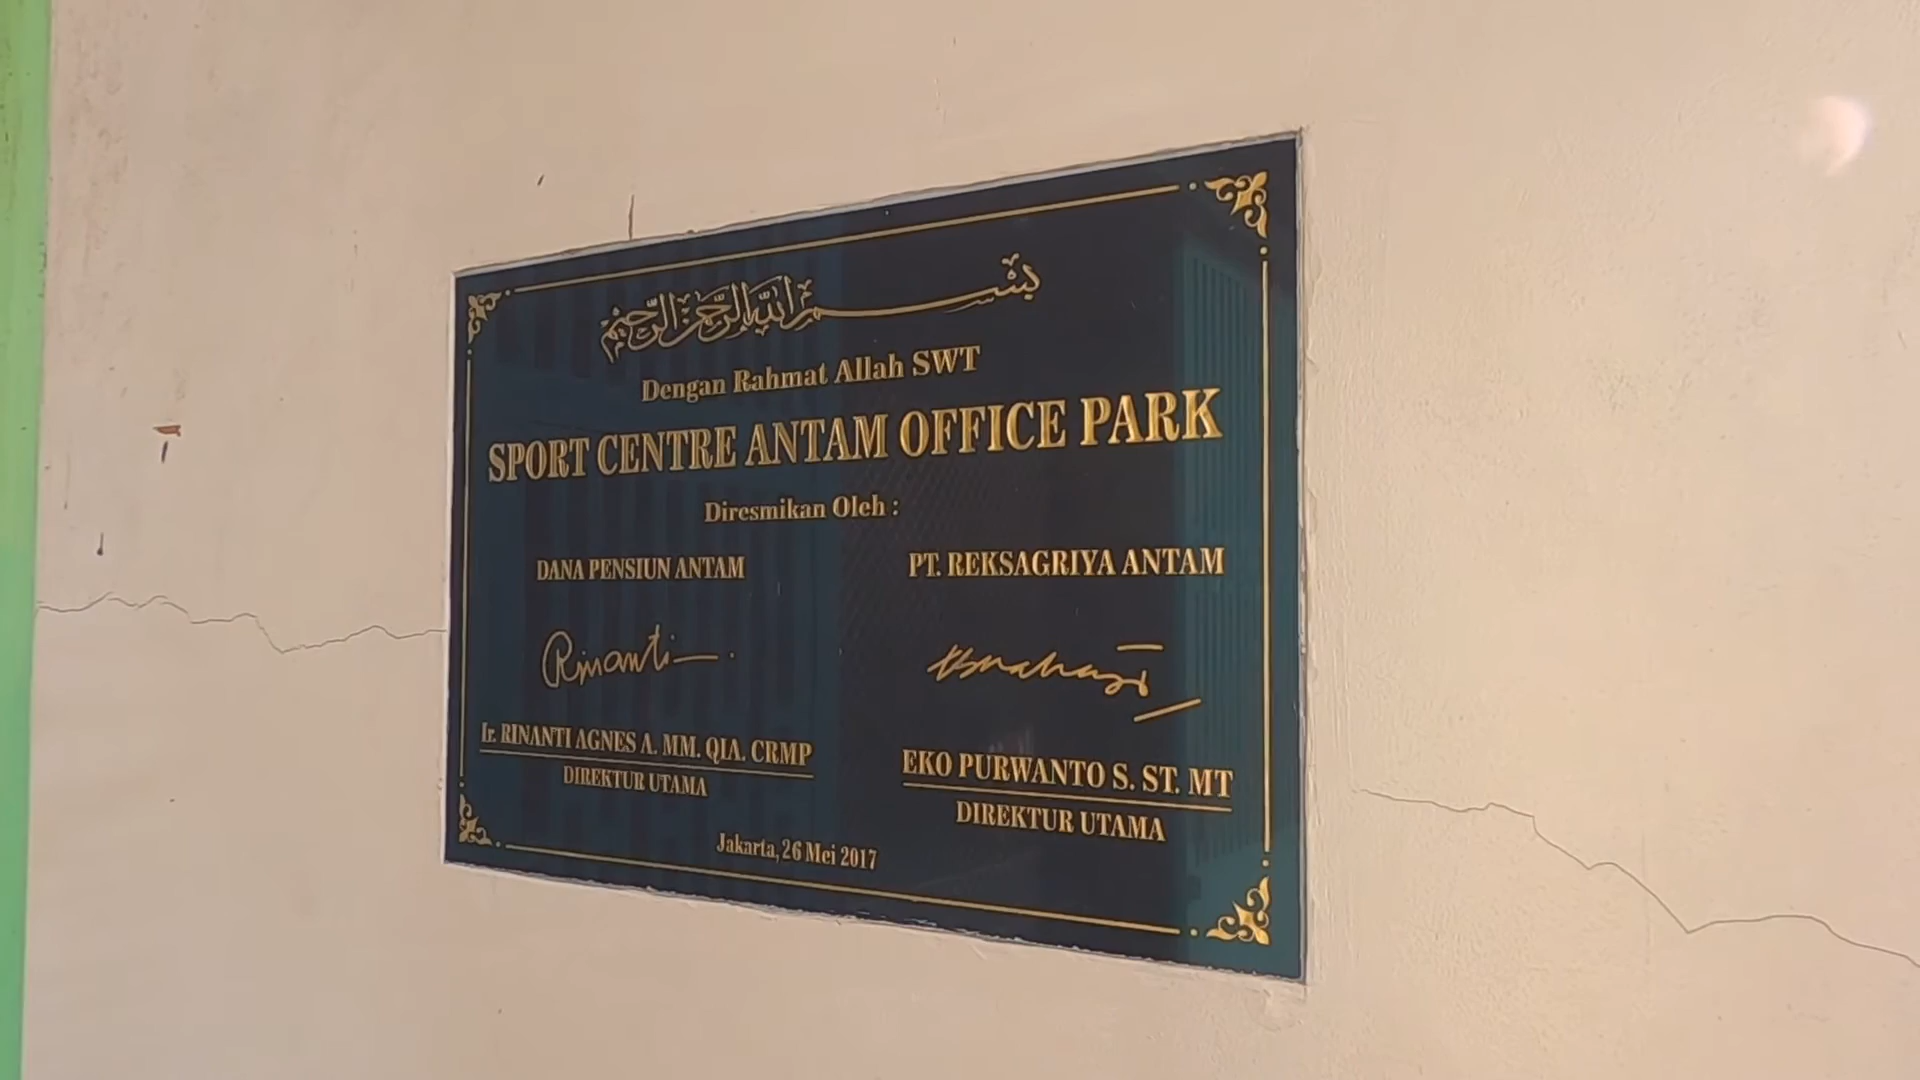 بسم الله الرحمن الرحيم
Dengan Rahmat Allah SWT
SPORT CENTRE ANTAM OFFICE PARK
Diresmikan Oleh :
DANA PENSIUN ANTAM
PT. REKSAGRIYA ANTAM
Rinanti
Ir. RINANTI AGNES A. MM. QIA. CRMP
DIREKTUR UTAMA
EKO PURWANTO S. ST. MT
DIREKTUR UTAMA
Jakarta, 26 Mei 2017